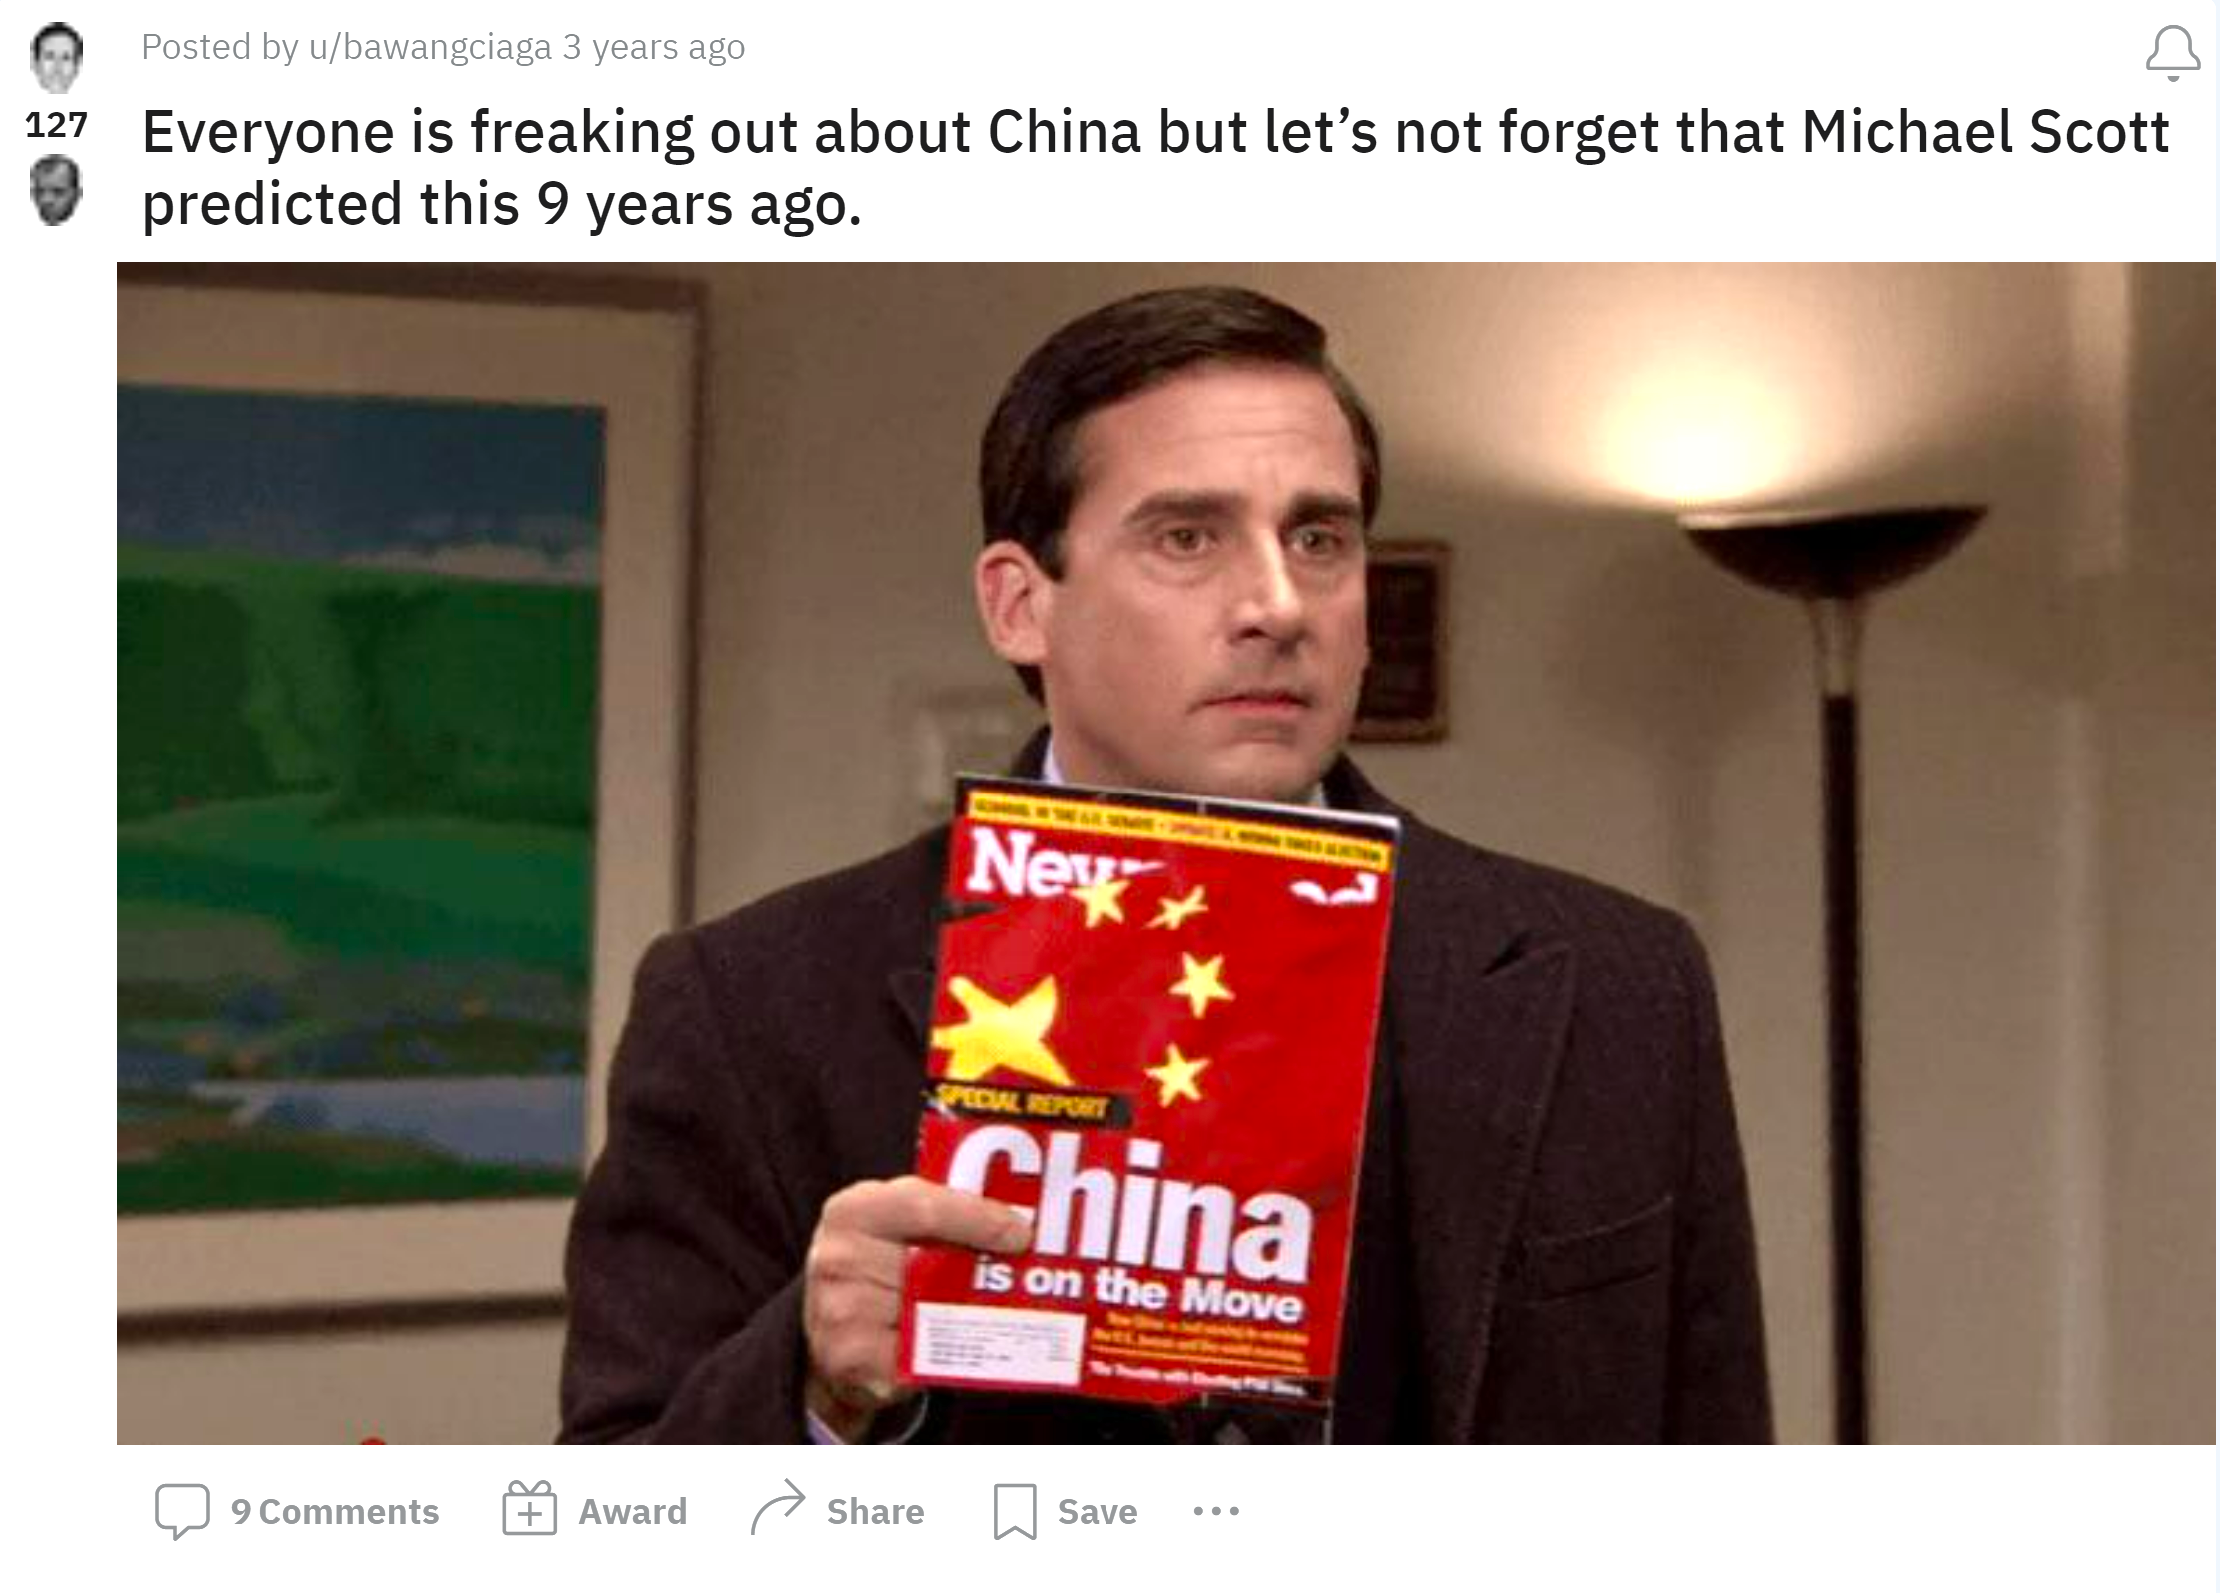 Posted by u/bawangciaga 3 years ago
127
Everyone is freaking out about China but let’s not forget that Michael Scott
predicted this 9 years ago.
SPECIAL REPORT
China
is on the Move
9 Comments
Award
Share
Save